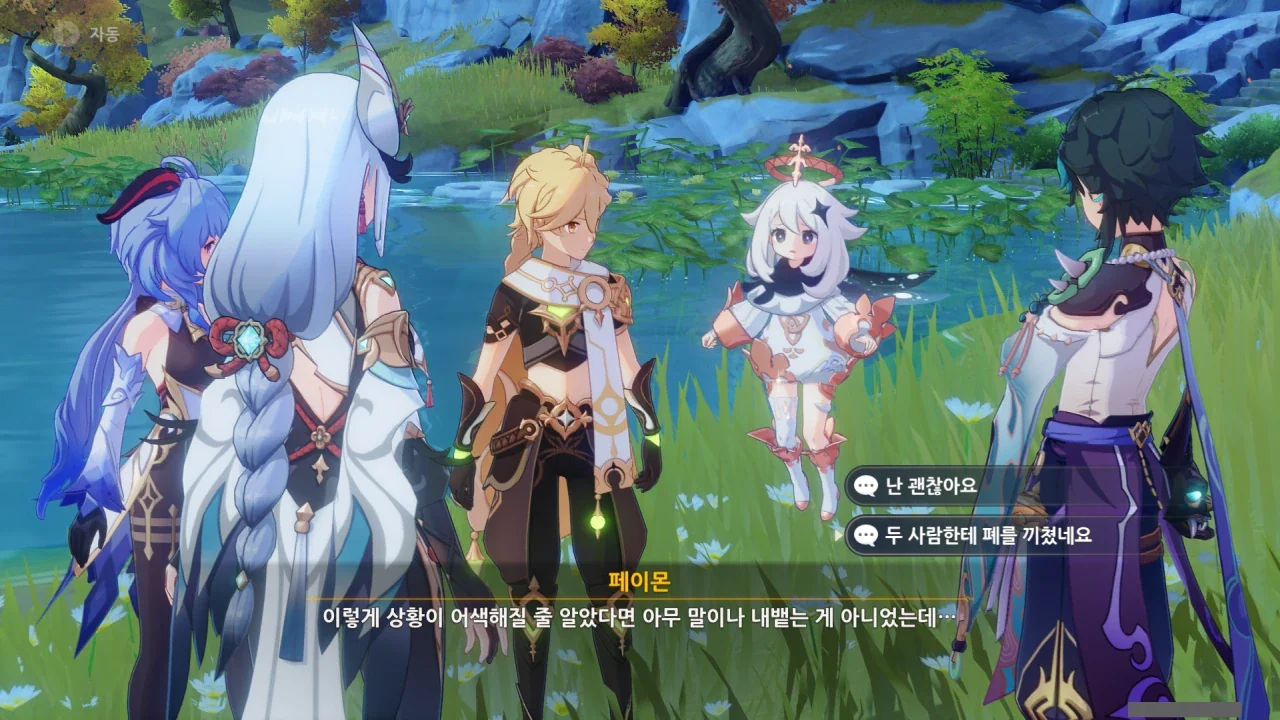 자동
난 괜찮아요
두 사람한테 폐를 끼쳤네요
페이몬
이렇게 상황이 어색해질 줄 알았다면 아무 말이나 내뱉는 게 아니었는데…